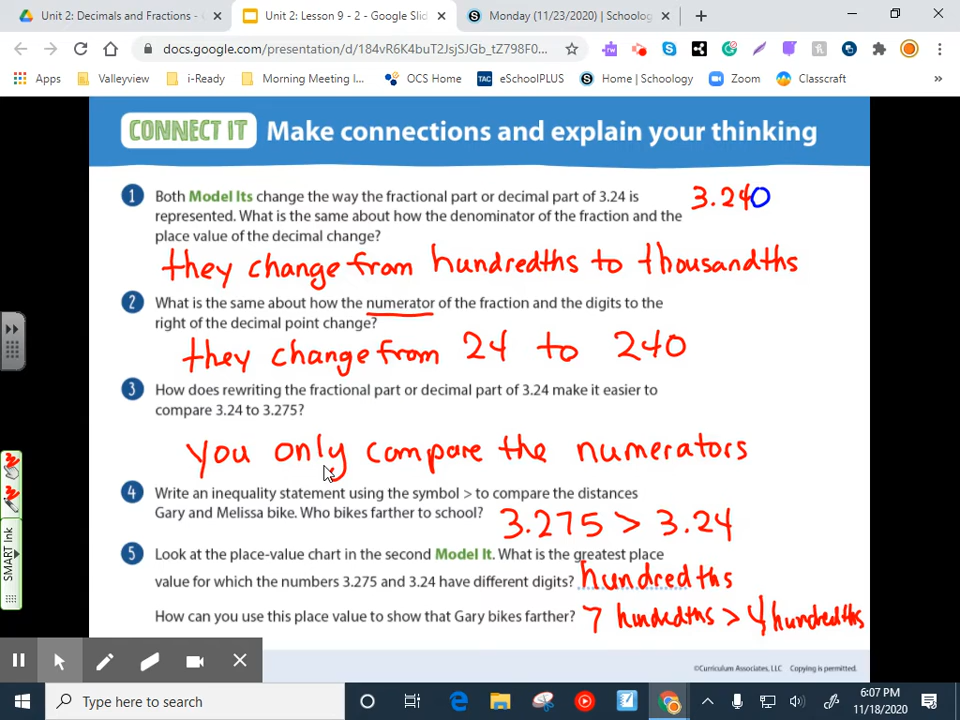 Unit 2: Decimals and Fractions - C
Unit 2: Lesson 9 - 2 - Google Slid
Monday (11/23/2020) | Schoolog
docs.google.com/presentation/d/184vR6K4buT2JsjSJGb_tZ798F0...
Apps Valleyview i-Ready Morning Meeting I... OCS Home TAC eSchoolPLUS Home | Schoology Zoom Classcraft »
CONNECT IT Make connections and explain your thinking
1 Both Model Its change the way the fractional part or decimal part of 3.24 is 3.240
represented. What is the same about how the denominator of the fraction and the
place value of the decimal change?
they change from hundredths to thousandths
2 What is the same about how the numerator of the fraction and the digits to the
right of the decimal point change?
they change from 24 to 240
3 How does rewriting the fractional part or decimal part of 3.24 make it easier to
compare 3.24 to 3.275?
you only compare the numerators
4 Write an inequality statement using the symbol > to compare the distances
Gary and Melissa bike. Who bikes farther to school? 3.275 > 3.24
5 Look at the place-value chart in the second Model It. What is the greatest place
value for which the numbers 3.275 and 3.24 have different digits? hundredths
How can you use this place value to show that Gary bikes farther? 7 hundedths > 4 hundredths
SMART Ink
©Curriculum Associates, LLC Copying is permitted.
Type here to search
6:07 PM
11/18/2020